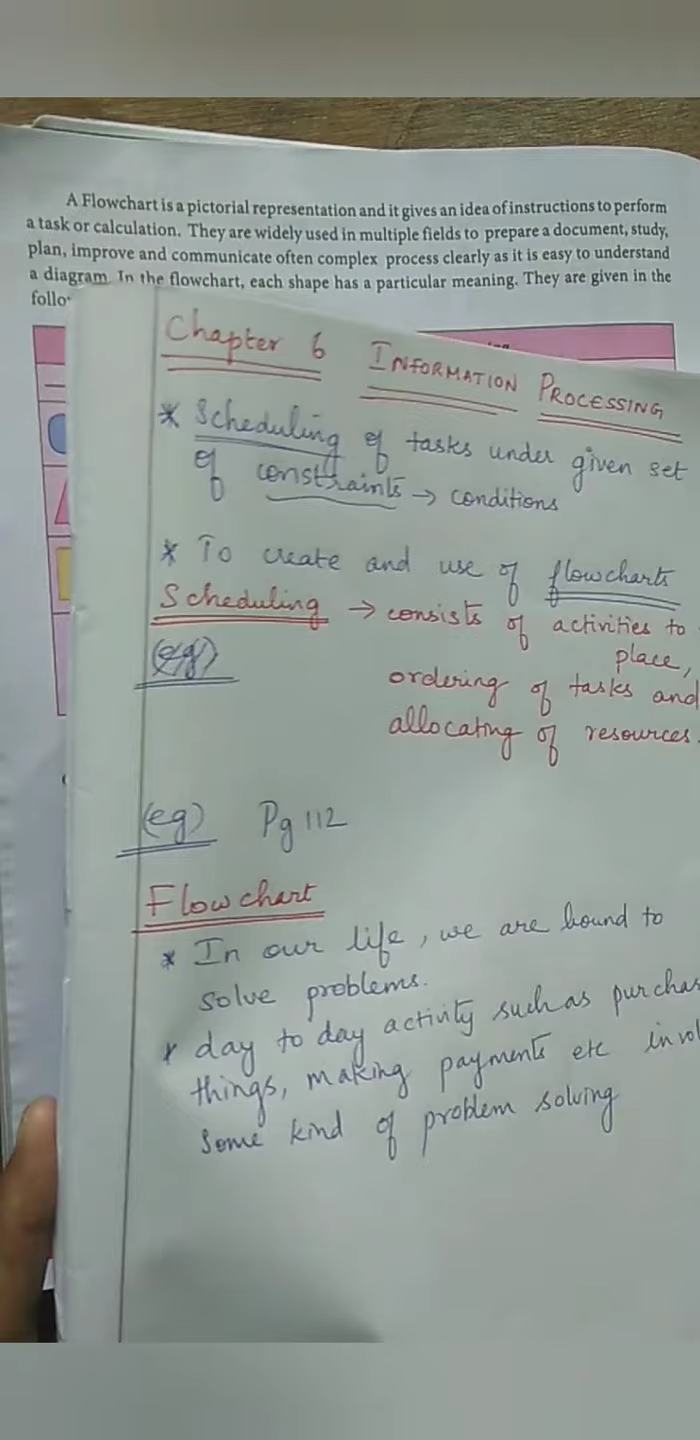 A Flowchart is a pictorial representation and it gives an idea of instructions to perform
a task or calculation. They are widely used in multiple fields to prepare a document, study,
plan, improve and communicate often complex process clearly as it is easy to understand
a diagram. In the flowchart, each shape has a particular meaning. They are given in the
follo
Chapter 6 INFORMATION PROCESSING
* Scheduling of tasks under given set
of constraints → conditions
* To create and use of flowcharts
Scheduling → consists of activities to
place,
(eg)
ordering of tasks and
allocating of resources.
(eg) Pg 112
Flowchart
* In our life, we are bound to
solve problems.
* day to day activity such as purchas
things, making payments etc invol
some kind of problem solving